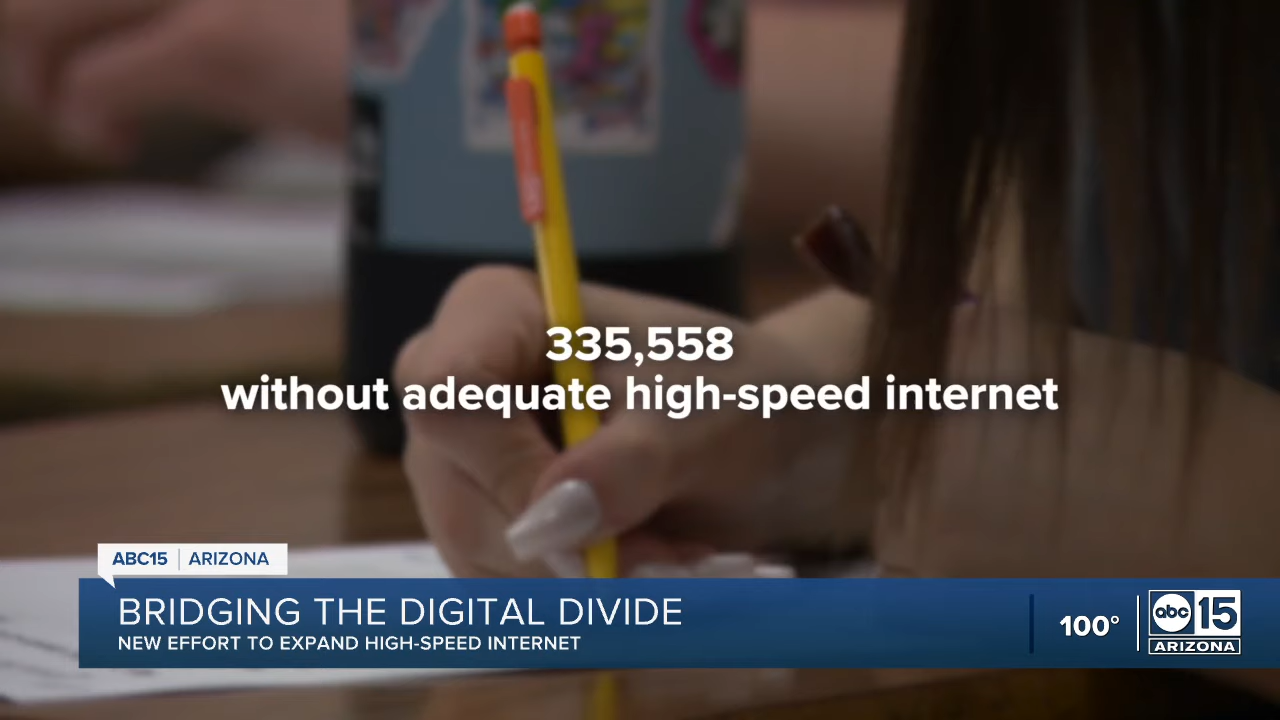 335,558
without adequate high-speed internet
ABC15 | ARIZONA
BRIDGING THE DIGITAL DIVIDE
NEW EFFORT TO EXPAND HIGH-SPEED INTERNET
100°
abc 15
ARIZONA